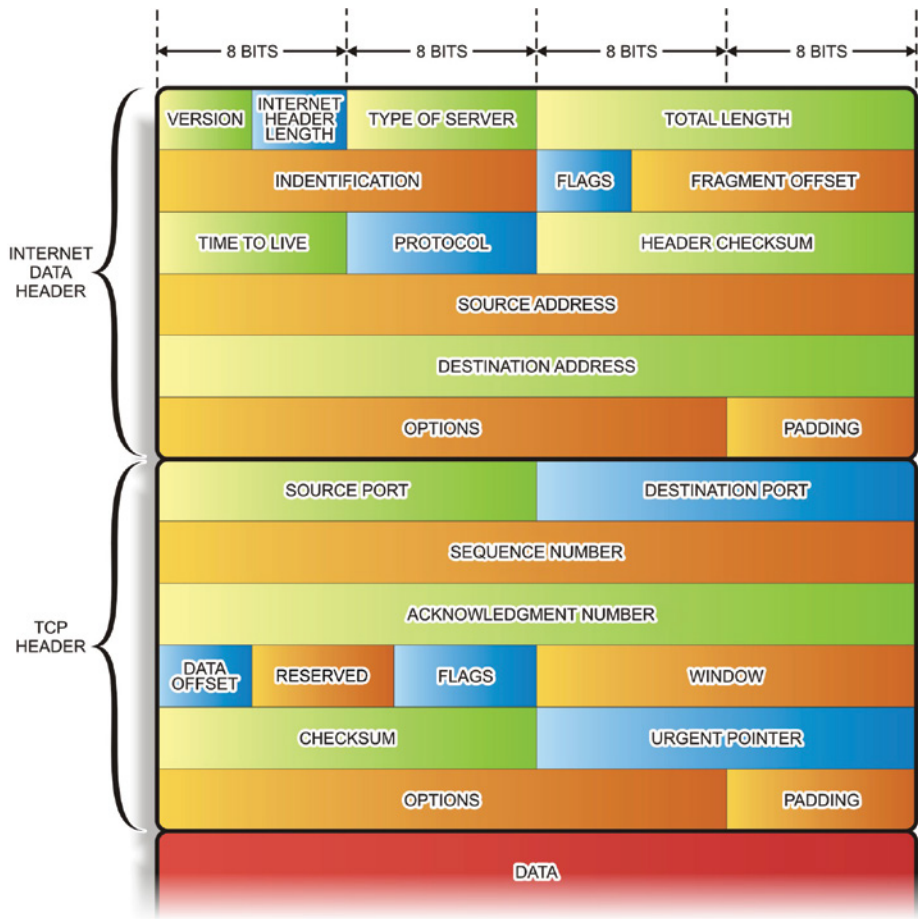 8 BITS
8 BITS
8 BITS
8 BITS
VERSION
INTERNET
HEADER
LENGTH
TYPE OF SERVER
TOTAL LENGTH
INDENTIFICATION
FLAGS
FRAGMENT OFFSET
INTERNET
DATA
HEADER
TIME TO LIVE
PROTOCOL
HEADER CHECKSUM
SOURCE ADDRESS
DESTINATION ADDRESS
OPTIONS
PADDING
SOURCE PORT
DESTINATION PORT
SEQUENCE NUMBER
ACKNOWLEDGMENT NUMBER
TCP
HEADER
DATA
OFFSET
RESERVED
FLAGS
WINDOW
CHECKSUM
URGENT POINTER
OPTIONS
PADDING
DATA